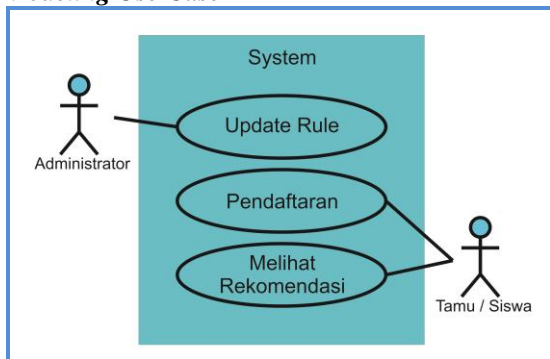 System
Update Rule
Administrator
Pendaftaran
Melihat
Rekomendasi
Tamu / Siswa